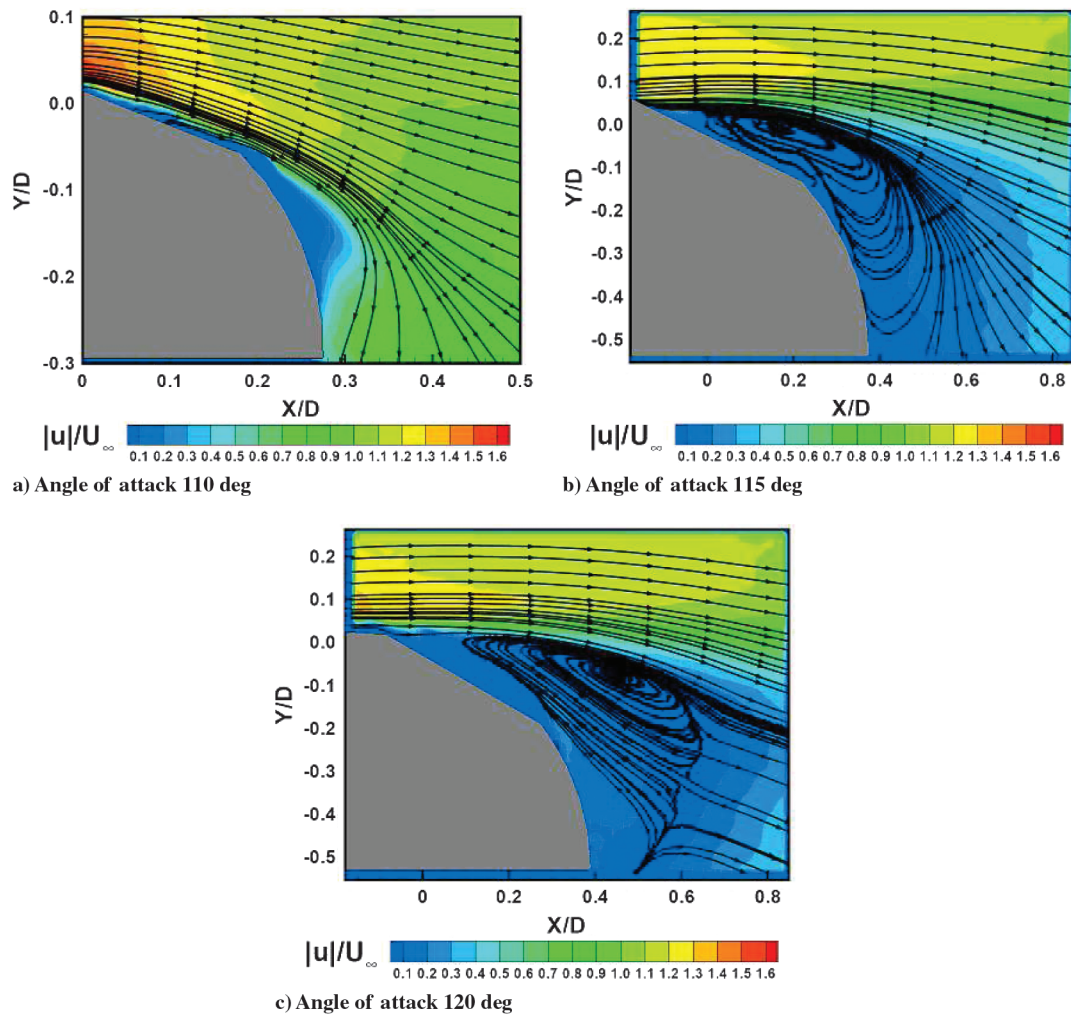 0.1
0.0
-0.1
-0.2
-0.3
Y/D
0 0.1 0.2 0.3 0.4 0.5
X/D
|u|/U∞
0.1 0.2 0.3 0.4 0.5 0.6 0.7 0.8 0.9 1.0 1.1 1.2 1.3 1.4 1.5 1.6
a) Angle of attack 110 deg
0.2
0.1
0.0
-0.1
-0.2
-0.3
-0.4
-0.5
Y/D
0 0.2 0.4 0.6 0.8
X/D
|u|/U∞
0.1 0.2 0.3 0.4 0.5 0.6 0.7 0.8 0.9 1.0 1.1 1.2 1.3 1.4 1.5 1.6
b) Angle of attack 115 deg
0.2
0.1
0.0
-0.1
-0.2
-0.3
-0.4
-0.5
Y/D
0 0.2 0.4 0.6 0.8
X/D
|u|/U∞
0.1 0.2 0.3 0.4 0.5 0.6 0.7 0.8 0.9 1.0 1.1 1.2 1.3 1.4 1.5 1.6
c) Angle of attack 120 deg